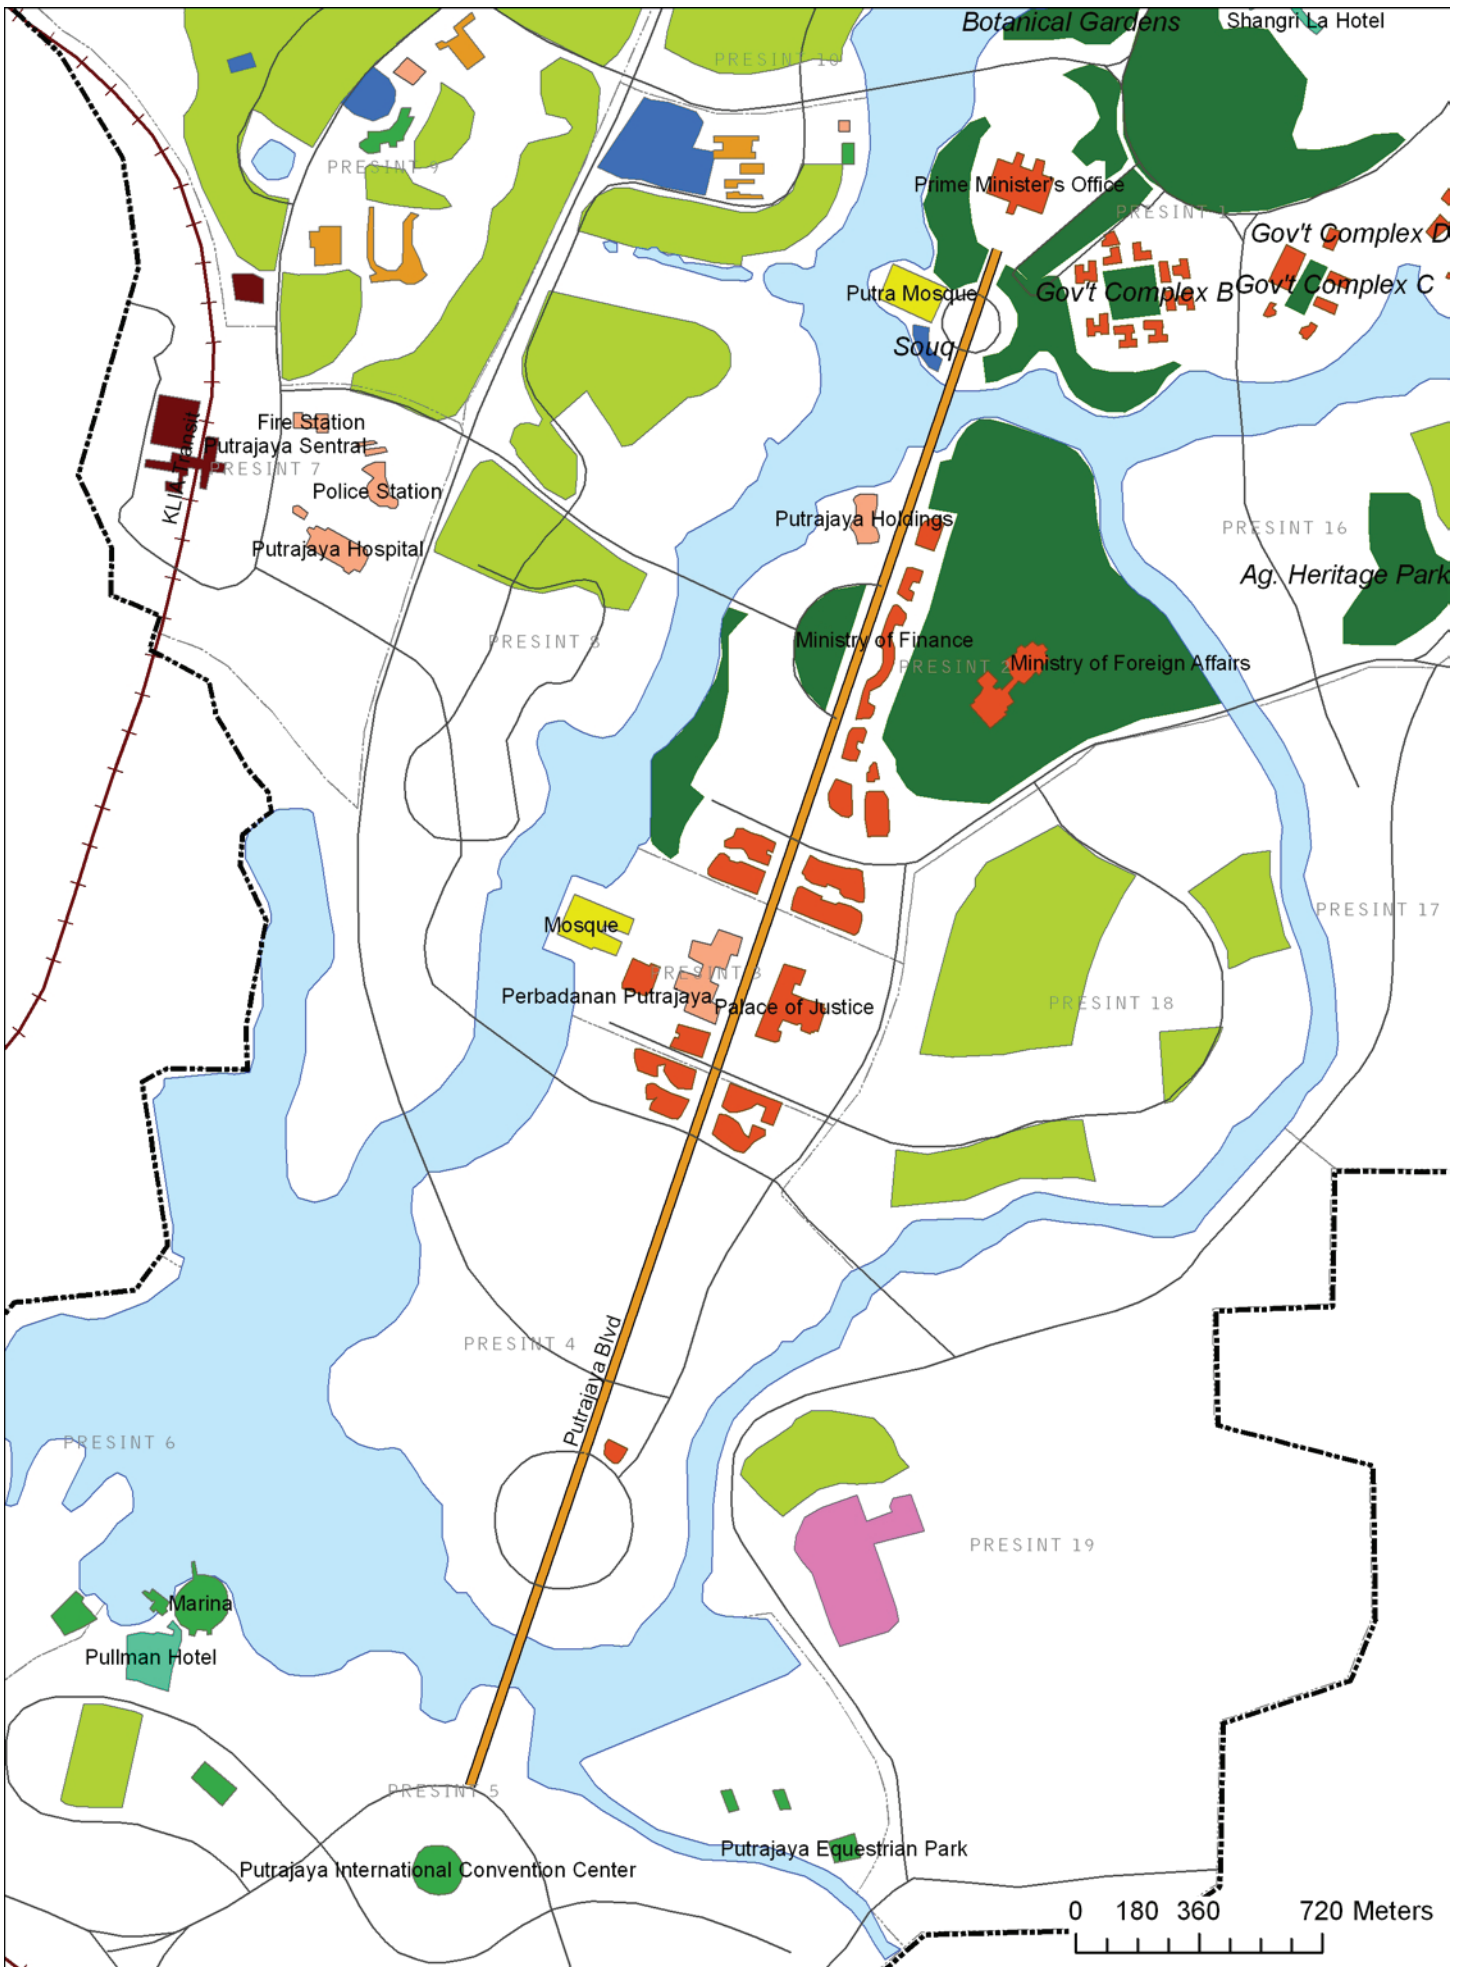 Botanical Gardens
Shangri La Hotel
PRESINT 10
PRESINT 9
Prime Minister's Office
PRESINT 1
Gov't Complex D
Gov't Complex B
Gov't Complex C
Putra Mosque
Souq
Fire Station
Putrajaya Sentral
PRESINT 7
KLIA Transit
Police Station
Putrajaya Holdings
PRESINT 16
Putrajaya Hospital
Ag. Heritage Park
PRESINT 8
Ministry of Finance
PRESINT 2
Ministry of Foreign Affairs
PRESINT 17
Mosque
PRESINT 3
Perbadanan Putrajaya
Palace of Justice
PRESINT 18
PRESINT 4
Putrajaya Blvd
PRESINT 6
PRESINT 19
Marina
Pullman Hotel
PRESINT 5
Putrajaya Equestrian Park
Putrajaya International Convention Center
0 180 360 720 Meters